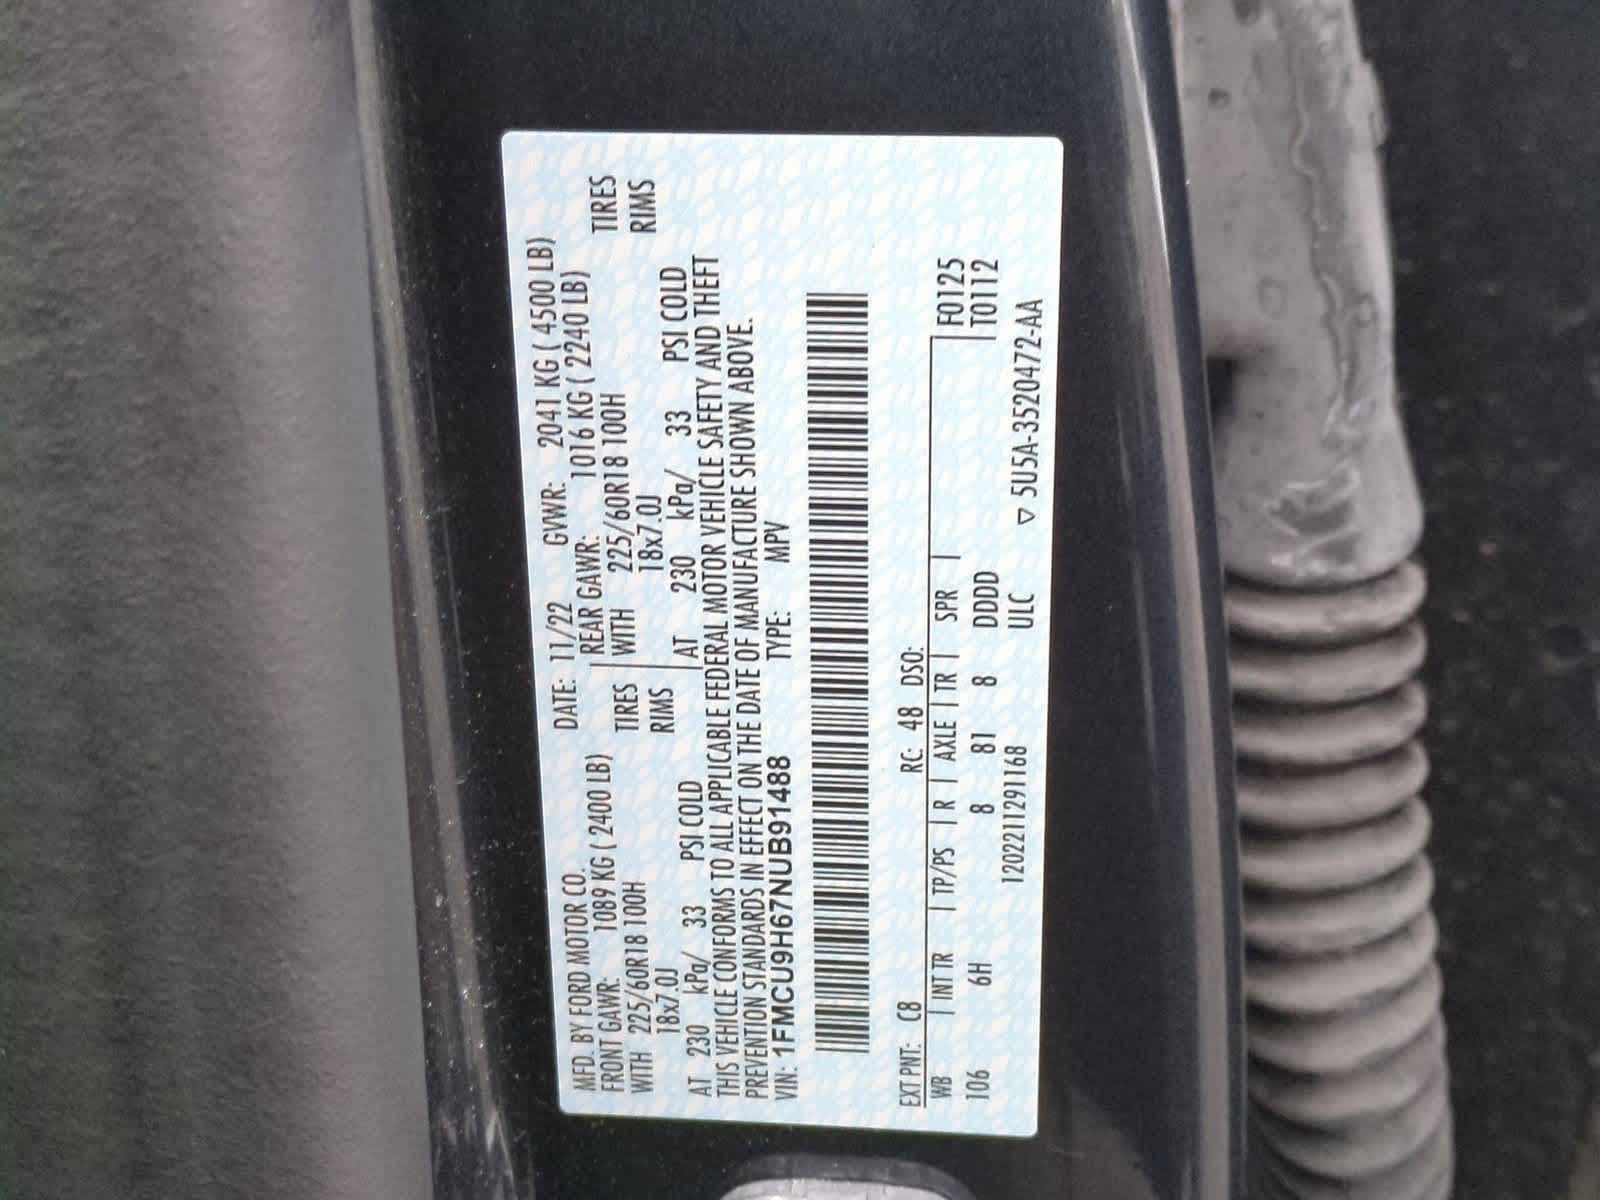 MFD. BY FORD MOTOR CO. DATE: 11/22 GVWR: 2041 KG ( 4500 LB)
FRONT GAWR: 1089 KG ( 2400 LB) REAR GAWR: 1016 KG ( 2240 LB)
WITH 225/60R18 100H TIRES WITH 225/60R18 100H TIRES
18x7.0J RIMS 18x7.0J RIMS
AT 230 kPa/ 33 PSI COLD AT 230 kPa/ 33 PSI COLD
THIS VEHICLE CONFORMS TO ALL APPLICABLE FEDERAL MOTOR VEHICLE SAFETY AND THEFT
PREVENTION STANDARDS IN EFFECT ON THE DATE OF MANUFACTURE SHOWN ABOVE.
VIN: 1FMCU9H67NUB91488 TYPE: MPV
EXT PNT: C8 RC: 48 DSO:
WB | INT TR | TP/PS | R | AXLE | TR | SPR | F0125
106 6H 8 81 8 DDDD T0112
12022112911​68 ULC ▽ 5U5A-3520472-AA